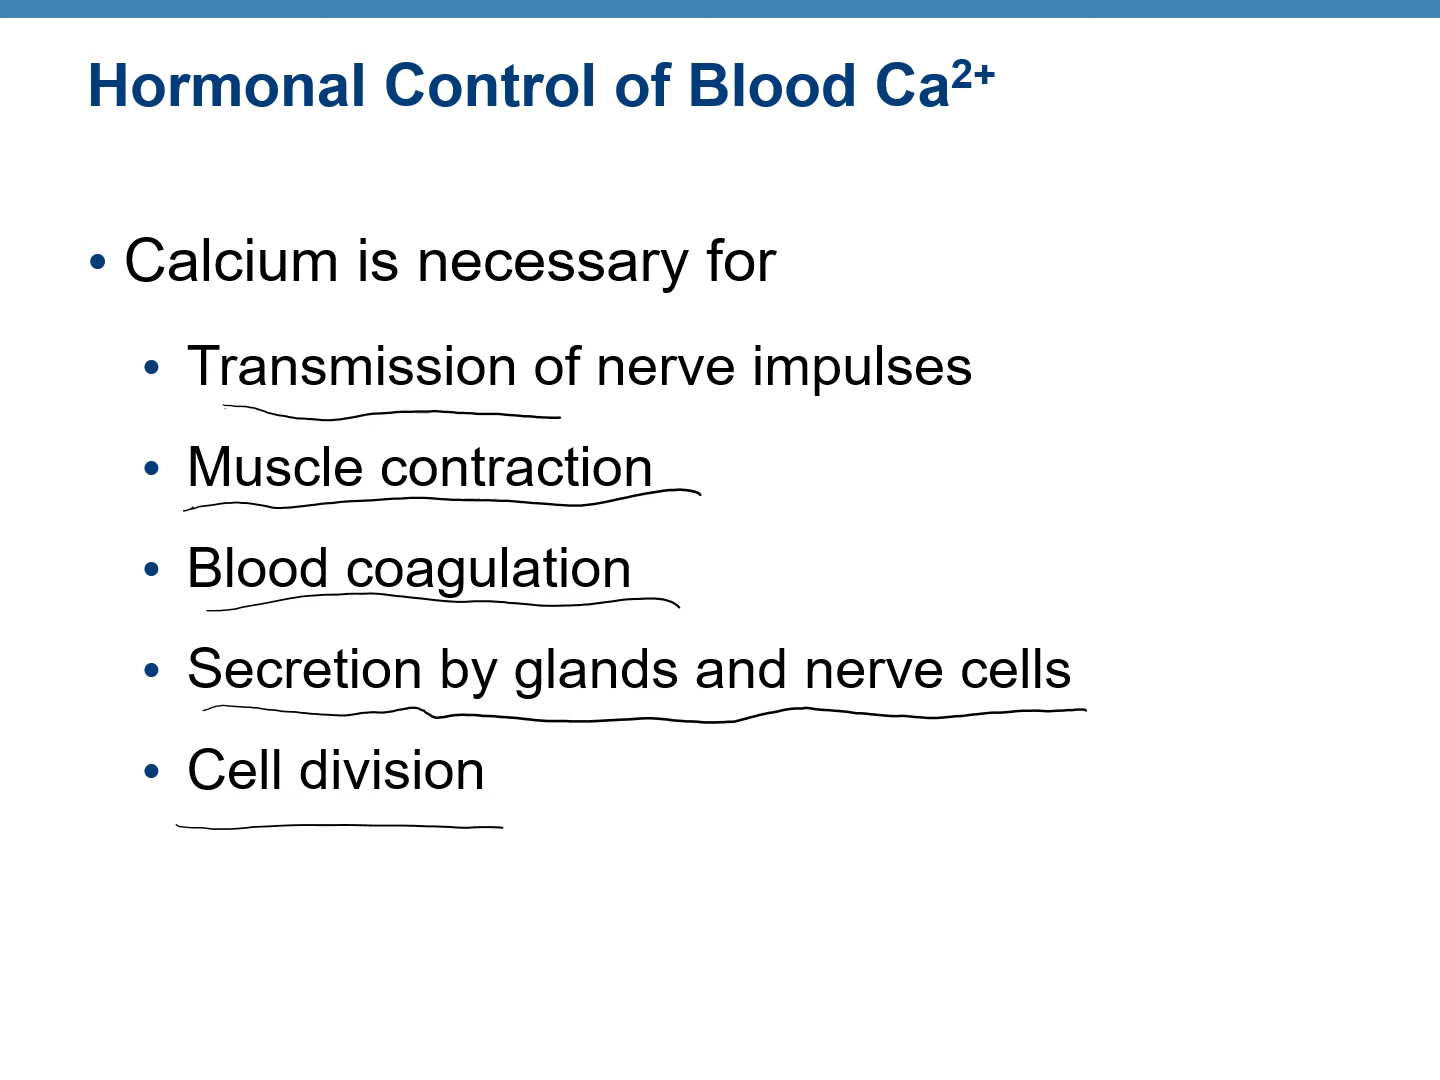 Hormonal Control of Blood Ca²⁺
• Calcium is necessary for
• Transmission of nerve impulses
• Muscle contraction
• Blood coagulation
• Secretion by glands and nerve cells
• Cell division